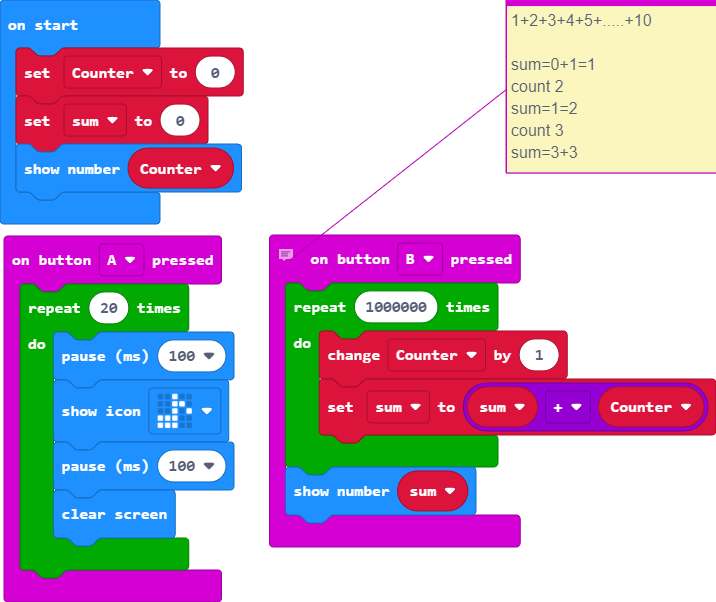 on start
set Counter to 0
set sum to 0
show number Counter
1+2+3+4+5+.....+10
sum=0+1=1
count 2
sum=1=2
count 3
sum=3+3
on button A pressed
repeat 20 times
do
pause (ms) 100
show icon
pause (ms) 100
clear screen
on button B pressed
repeat 1000000 times
do
change Counter by 1
set sum to sum + Counter
show number sum